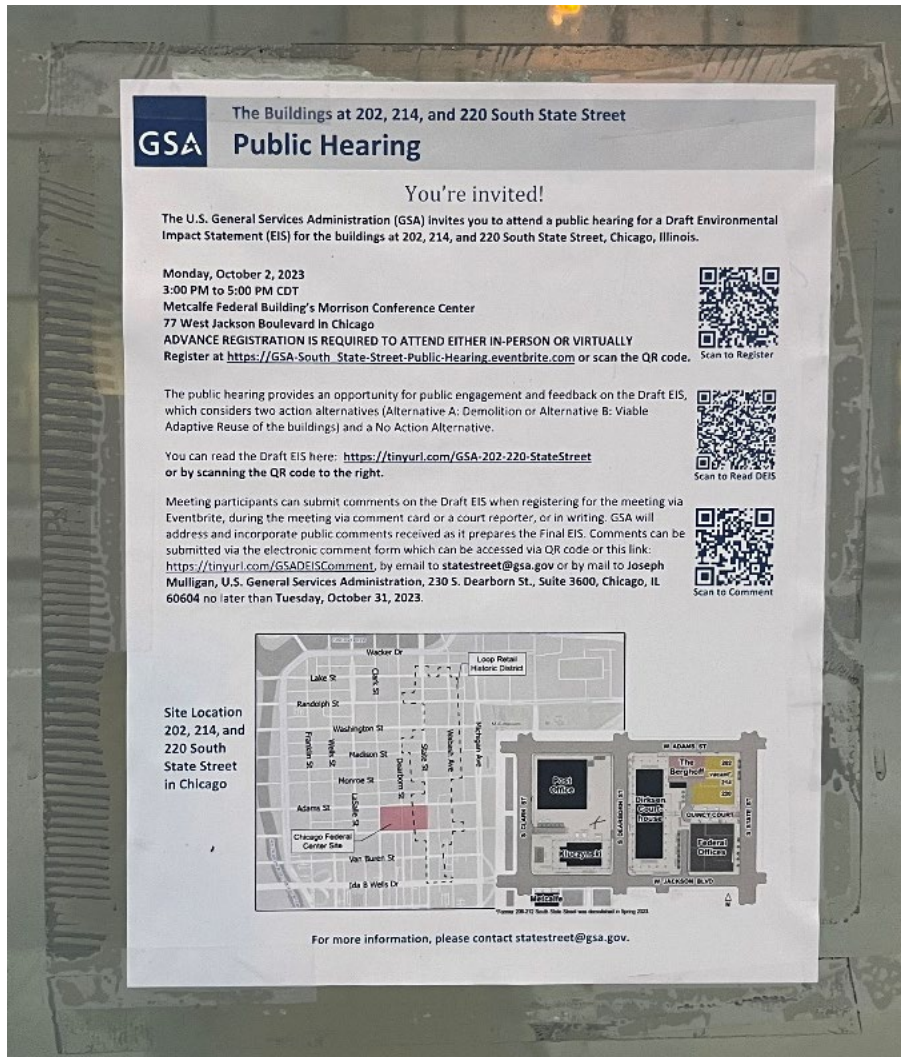 GSA
The Buildings at 202, 214, and 220 South State Street
Public Hearing
You're invited!
The U.S. General Services Administration (GSA) invites you to attend a public hearing for a Draft Environmental
Impact Statement (EIS) for the buildings at 202, 214, and 220 South State Street, Chicago, Illinois.
Monday, October 2, 2023
3:00 PM to 5:00 PM CDT
Metcalfe Federal Building's Morrison Conference Center
77 West Jackson Boulevard in Chicago
ADVANCE REGISTRATION IS REQUIRED TO ATTEND EITHER IN-PERSON OR VIRTUALLY
Register at https://GSA-South_State-Street-Public-Hearing.eventbrite.com or scan the QR code.
Scan to Register
The public hearing provides an opportunity for public engagement and feedback on the Draft EIS,
which considers two action alternatives (Alternative A: Demolition or Alternative B: Viable
Adaptive Reuse of the buildings) and a No Action Alternative.
You can read the Draft EIS here: https://tinyurl.com/GSA-202-220-StateStreet
or by scanning the QR code to the right.
Scan to Read DEIS
Meeting participants can submit comments on the Draft EIS when registering for the meeting via
Eventbrite, during the meeting via comment card or a court reporter, or in writing. GSA will
address and incorporate public comments received as it prepares the Final EIS. Comments can be
submitted via the electronic comment form which can be accessed via QR code or this link:
https://tinyurl.com/GSADEISComment, by email to statestreet@gsa.gov or by mail to Joseph
Mulligan, U.S. General Services Administration, 230 S. Dearborn St., Suite 3600, Chicago, IL
60604 no later than Tuesday, October 31, 2023.
Scan to Comment
Site Location
202, 214, and
220 South
State Street
in Chicago
Wacker Dr
Loop Retail
Historic District
Lake St
Clark St
Randolph St
Washington St
Franklin St
Wells St
Madison St
Dearborn St
State St
Wabash Ave
Michigan Ave
Monroe St
LaSalle St
Adams St
Chicago Federal
Center Site
Van Buren St
Ida B Wells Dr
W ADAMS ST
Post
Office
The
Berghoff
202
VACANT
214
220
S CLARK ST
S DEARBORN ST
Dirksen
Court-
house
QUINCY COURT
S STATE ST
Kluczynski
Federal
Offices
W JACKSON BLVD
Metcalfe
N
*Former 208-212 South State Street was demolished in Spring 2023.
For more information, please contact statestreet@gsa.gov.